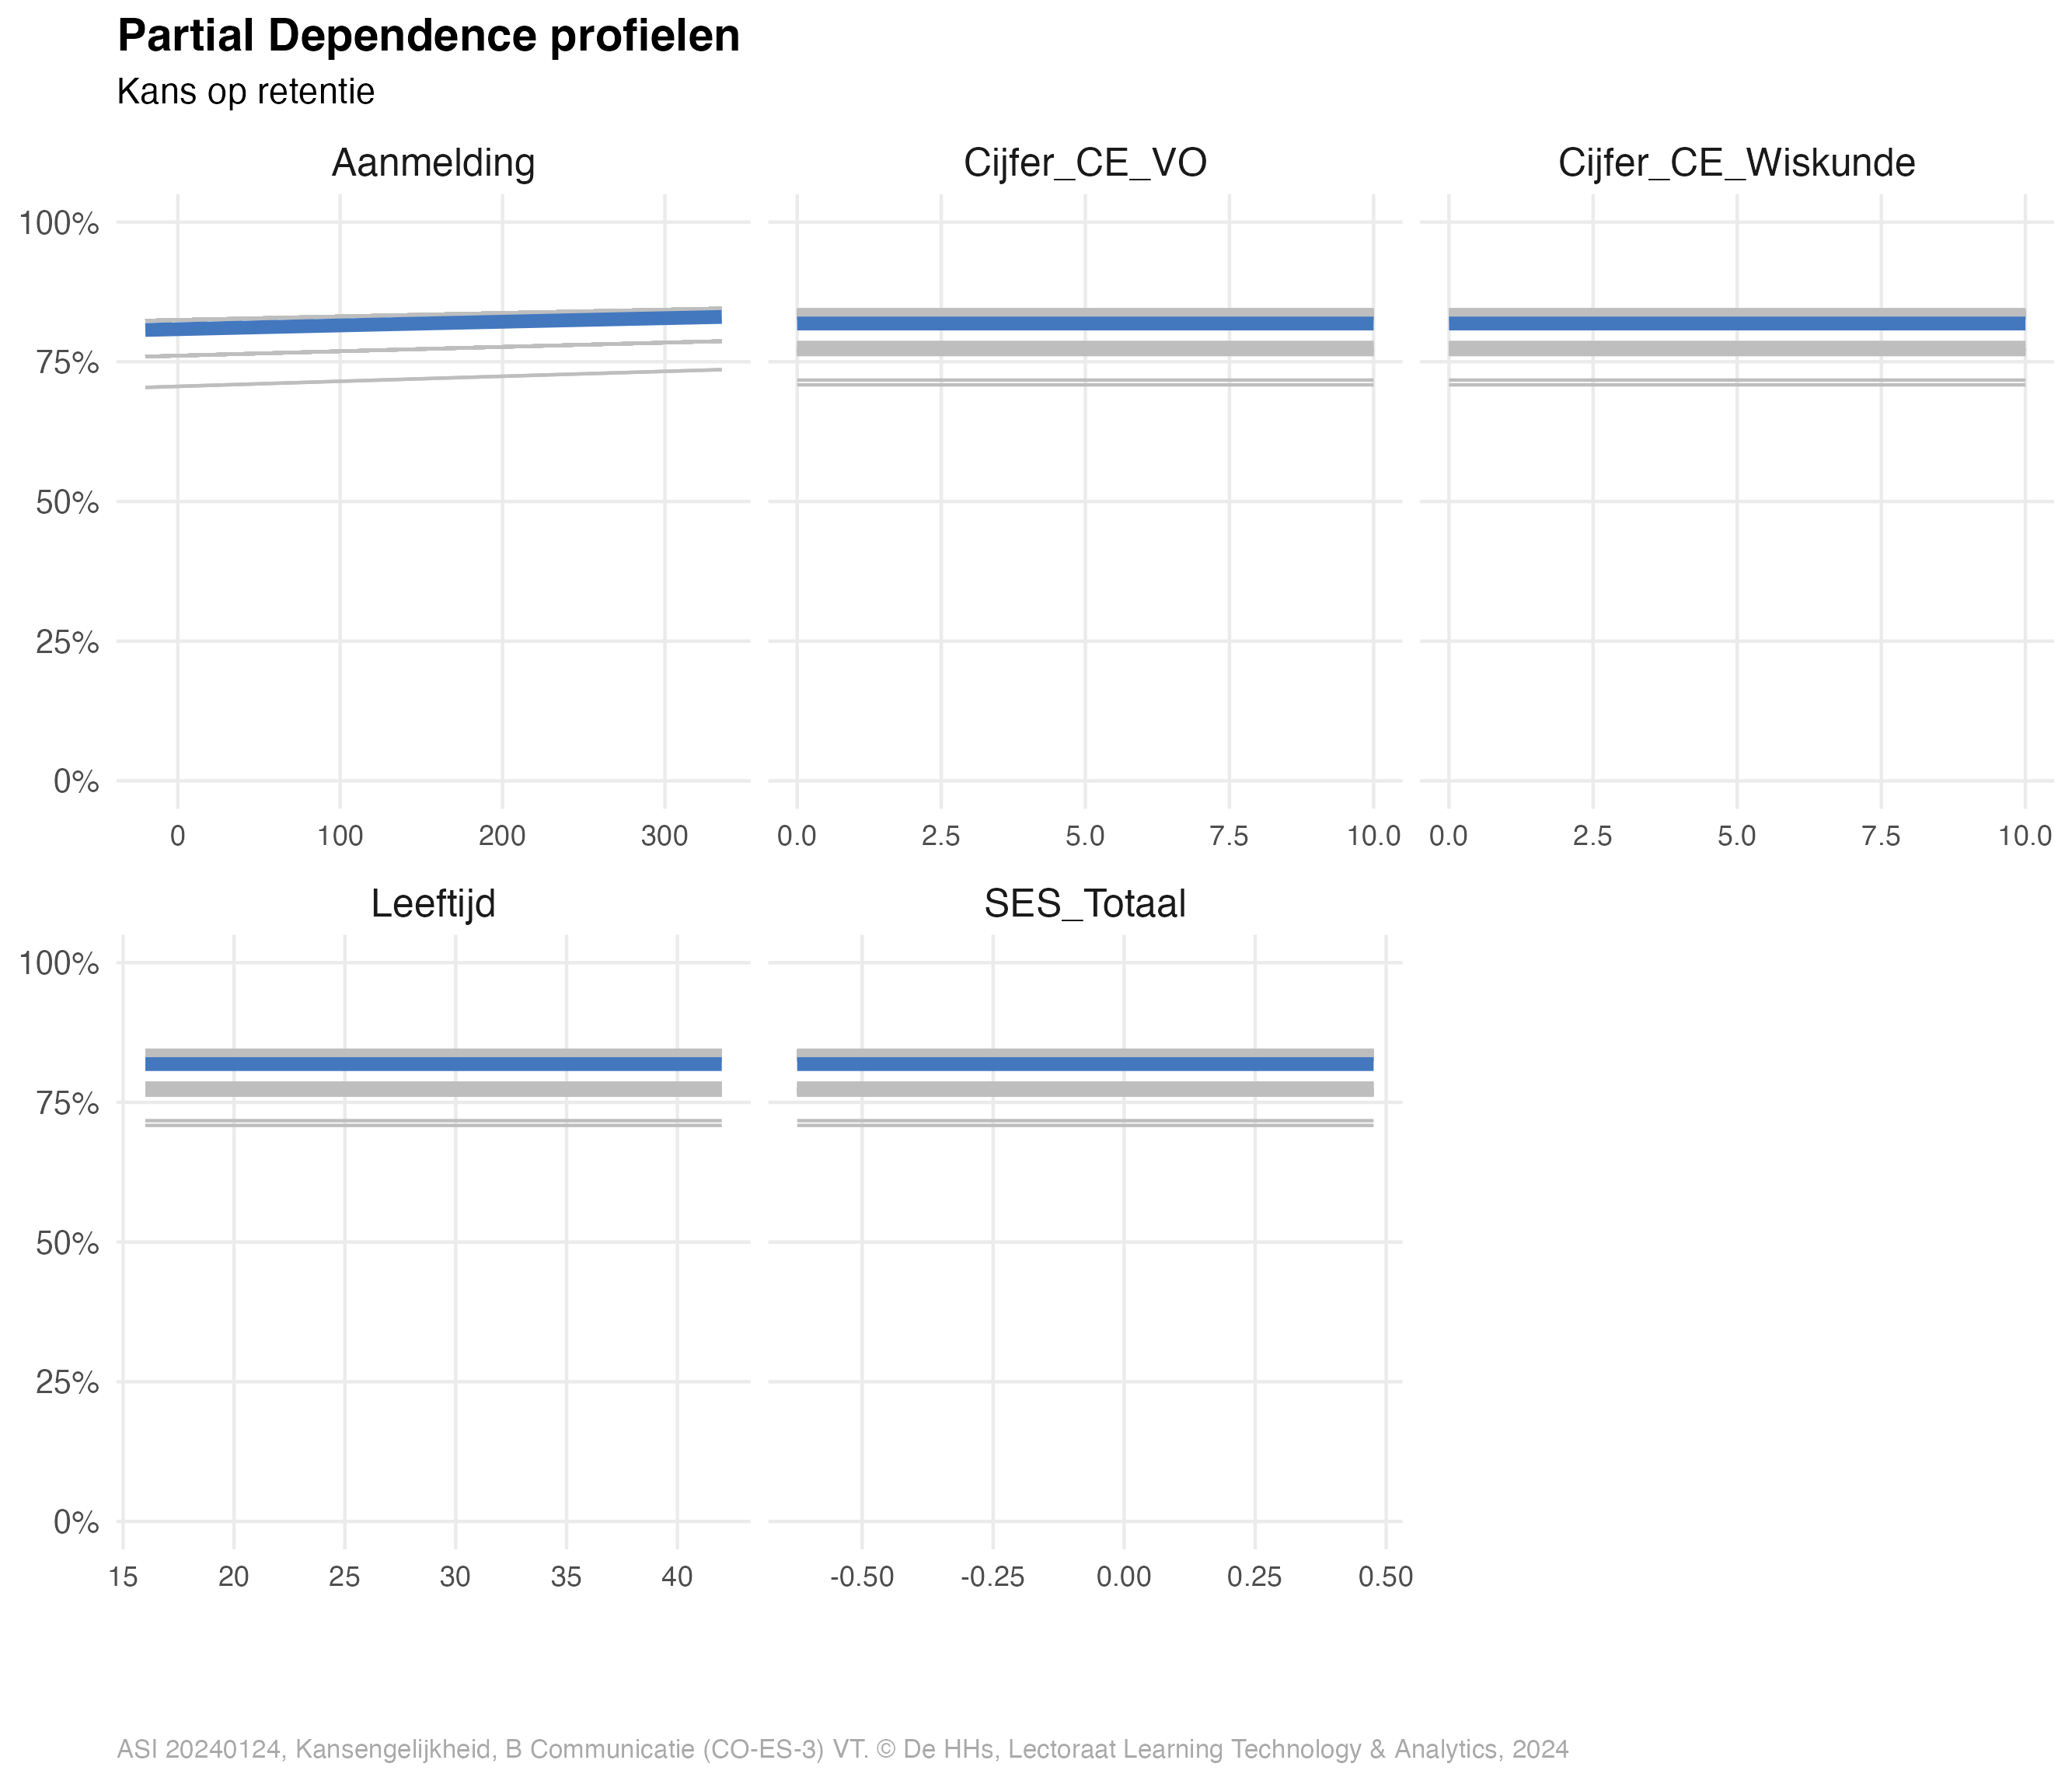 Partial Dependence profielen
Kans op retentie
Aanmelding Cijfer_CE_VO Cijfer_CE_Wiskunde
100%
75%
50%
25%
0%
0 100 200 300 0.0 2.5 5.0 7.5 10.0 0.0 2.5 5.0 7.5 10.0
Leeftijd SES_Totaal
100%
75%
50%
25%
0%
15 20 25 30 35 40 -0.50 -0.25 0.00 0.25 0.50
ASI 20240124, Kansengelijkheid, B Communicatie (CO-ES-3) VT. © De HHs, Lectoraat Learning Technology & Analytics, 2024